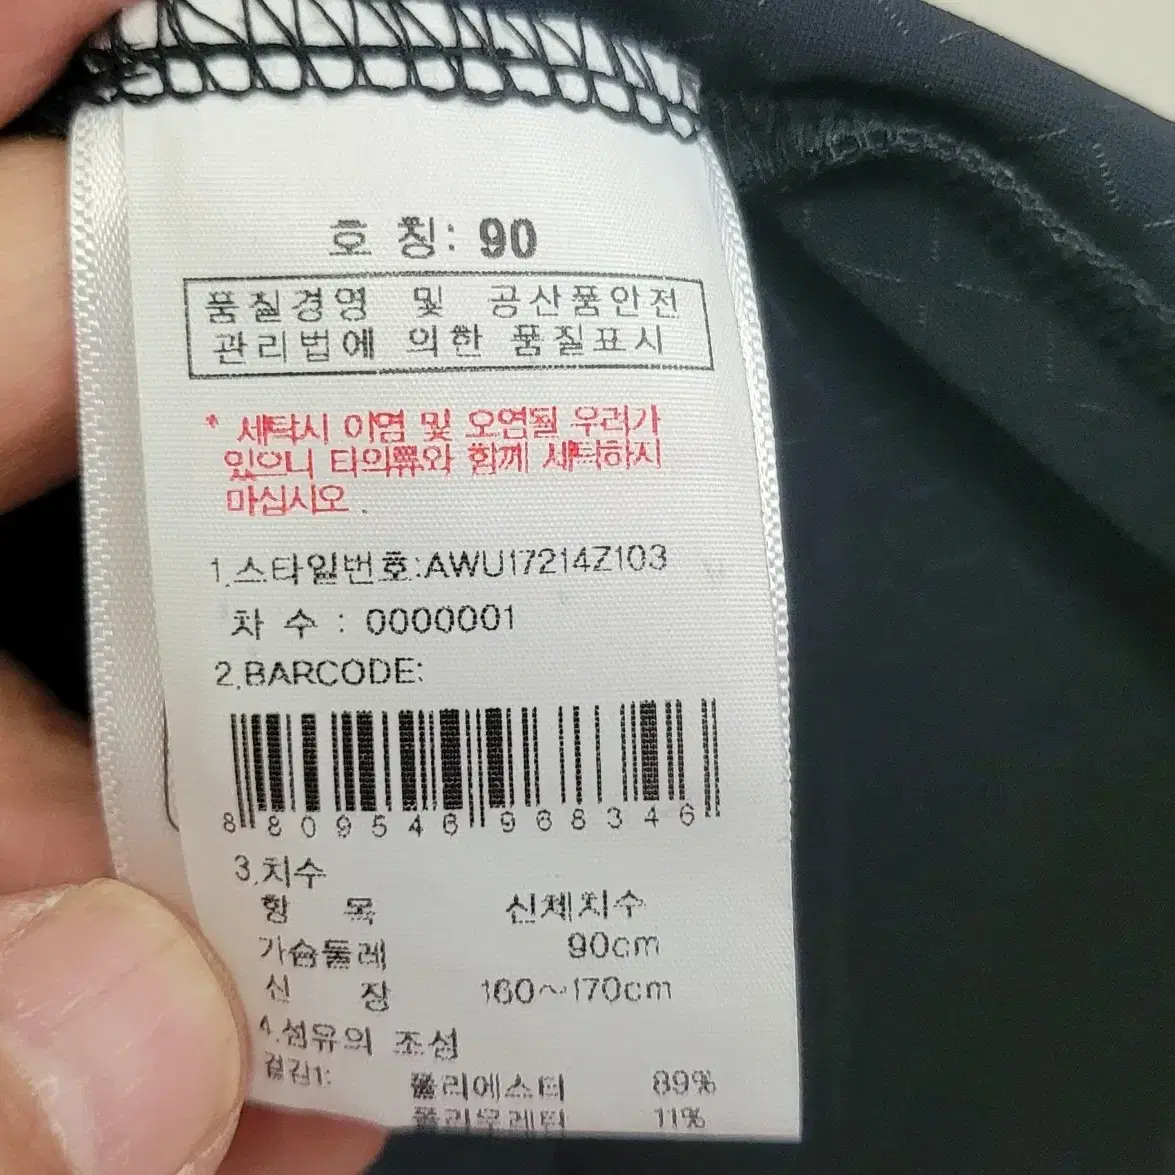 호 칭: 90
품질경영 및 공산품안전
관리법에 의한 품질표시
* 세탁시 이염 및 오염될 우려가
있으니 타의류와 함께 세탁하시
마십시오.
1.스타일번호:AWU17214Z103
차 수 : 0000001
2.BARCODE:
8 809546 968346
3.치수
항 목 신체치수
가슴둘레 90cm
신 장 160~170cm
4.섬유의 조성
겉감1: 폴리에스터 89%
폴리우레탄 11%